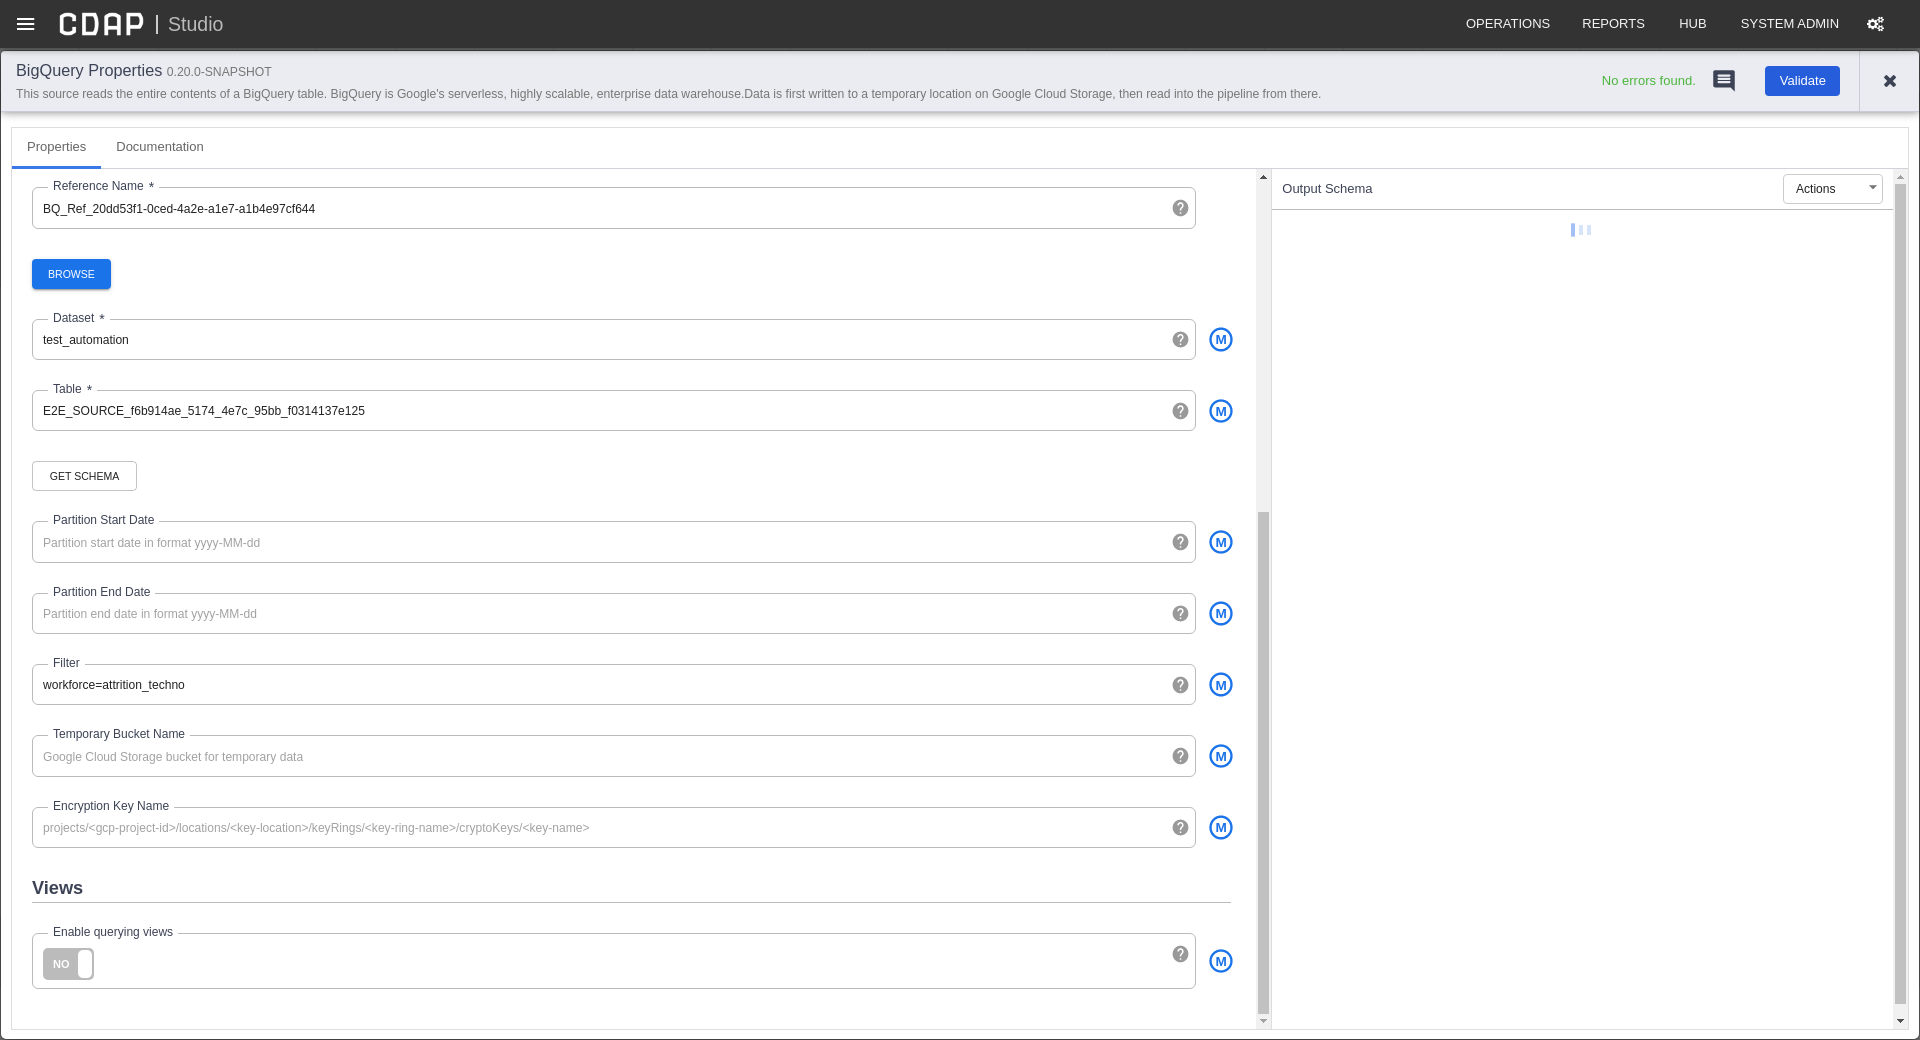 CDAP | Studio
OPERATIONS REPORTS HUB SYSTEM ADMIN
BigQuery Properties 0.20.0-SNAPSHOT
This source reads the entire contents of a BigQuery table. BigQuery is Google's serverless, highly scalable, enterprise data warehouse.Data is first written to a temporary location on Google Cloud Storage, then read into the pipeline from there.
No errors found.
Validate
Properties Documentation
Reference Name *
BQ_Ref_20dd53f1-0ced-4a2e-a1e7-a1b4e97cf644
BROWSE
Dataset *
test_automation
M
Table *
E2E_SOURCE_f6b914ae_5174_4e7c_95bb_f0314137e125
M
GET SCHEMA
Partition Start Date
Partition start date in format yyyy-MM-dd
M
Partition End Date
Partition end date in format yyyy-MM-dd
M
Filter
workforce=attrition_techno
M
Temporary Bucket Name
Google Cloud Storage bucket for temporary data
M
Encryption Key Name
projects/<gcp-project-id>/locations/<key-location>/keyRings/<key-ring-name>/cryptoKeys/<key-name>
M
Views
Enable querying views
NO
M
Output Schema
Actions